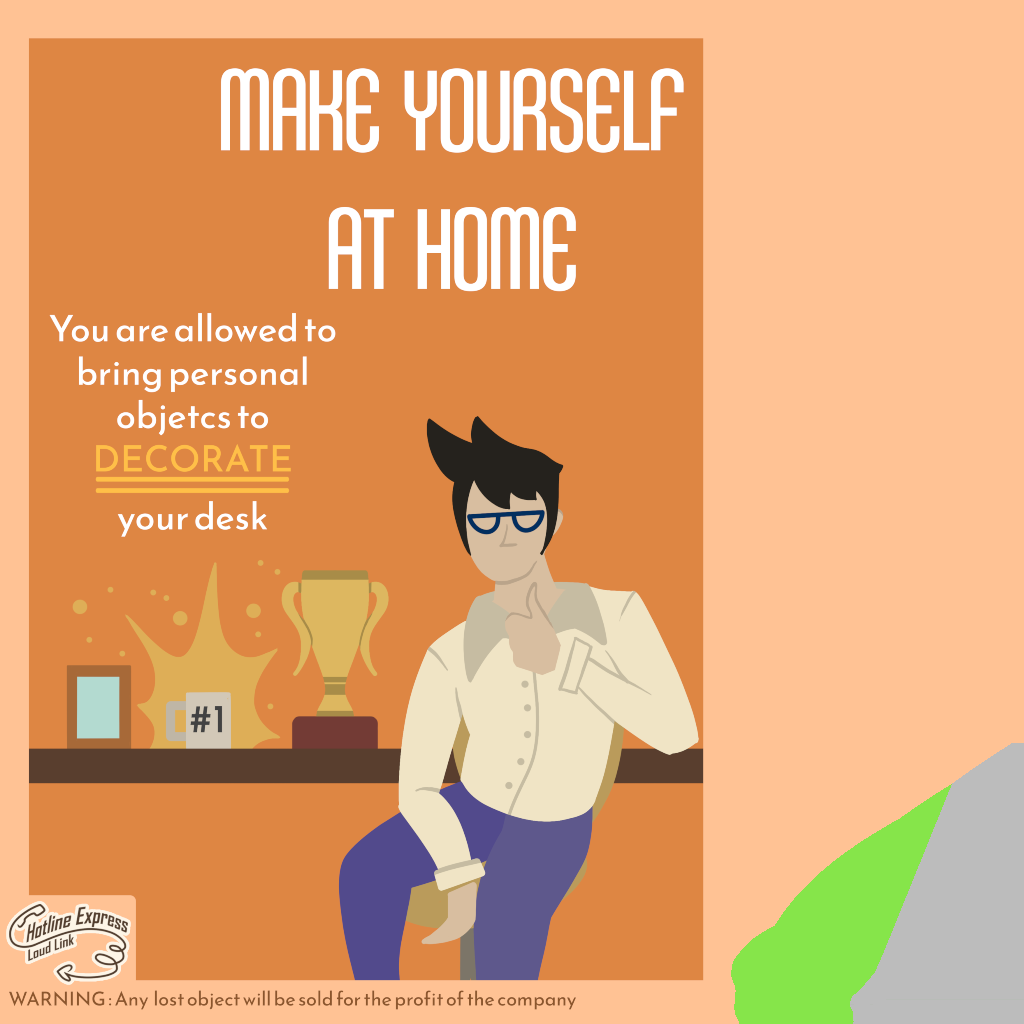 MAKE YOURSELF
AT HOME
You are allowed to
bring personal
objetcs to
DECORATE
your desk
#1
Hotline Express
Loud Link
WARNING: Any lost object will be sold for the profit of the company